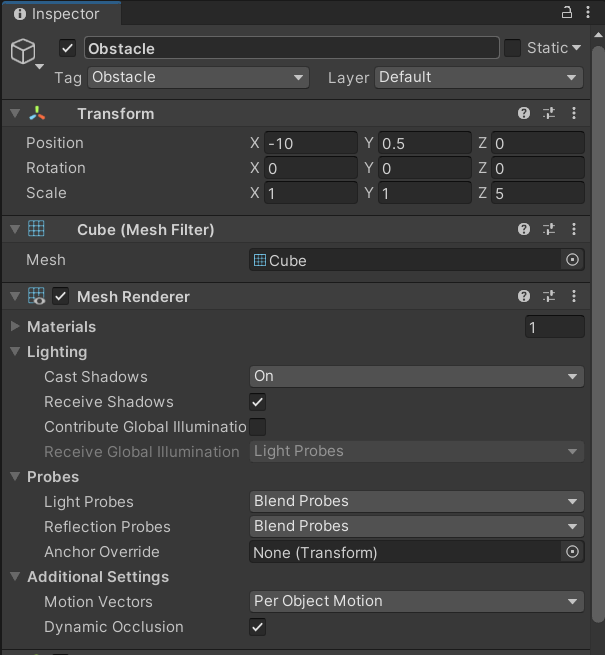 Inspector
Obstacle Static
Tag Obstacle Layer Default
Transform
Position X -10 Y 0.5 Z 0
Rotation X 0 Y 0 Z 0
Scale X 1 Y 1 Z 5
Cube (Mesh Filter)
Mesh Cube
Mesh Renderer
Materials 1
Lighting
Cast Shadows On
Receive Shadows
Contribute Global Illuminatio
Receive Global Illumination Light Probes
Probes
Light Probes Blend Probes
Reflection Probes Blend Probes
Anchor Override None (Transform)
Additional Settings
Motion Vectors Per Object Motion
Dynamic Occlusion